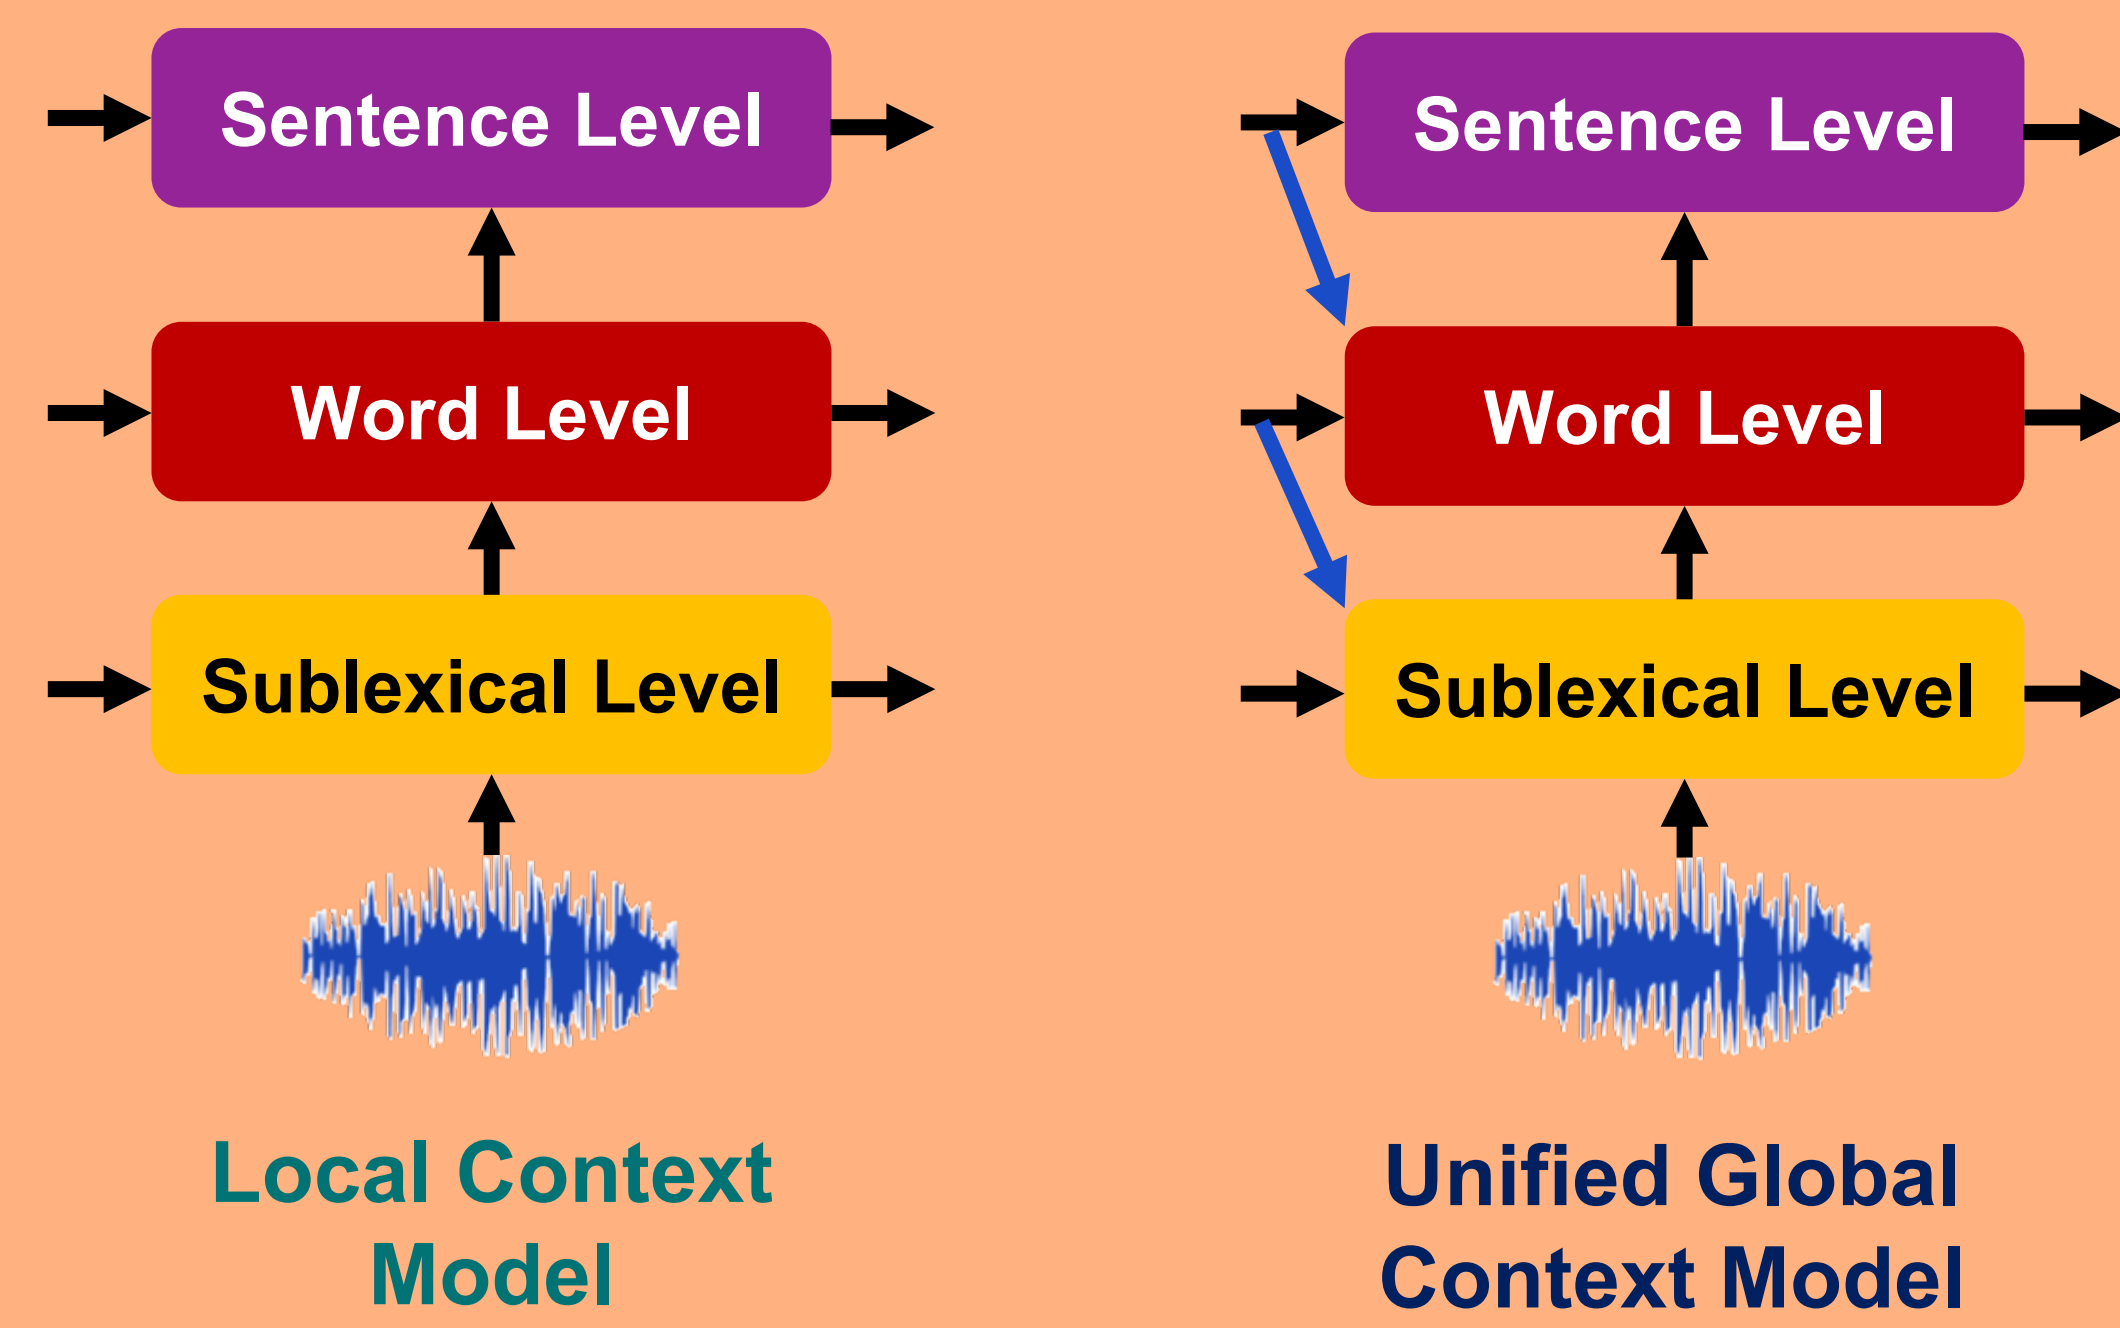 Sentence Level
Word Level
Sublexical Level
Local Context
Model
Sentence Level
Word Level
Sublexical Level
Unified Global
Context Model